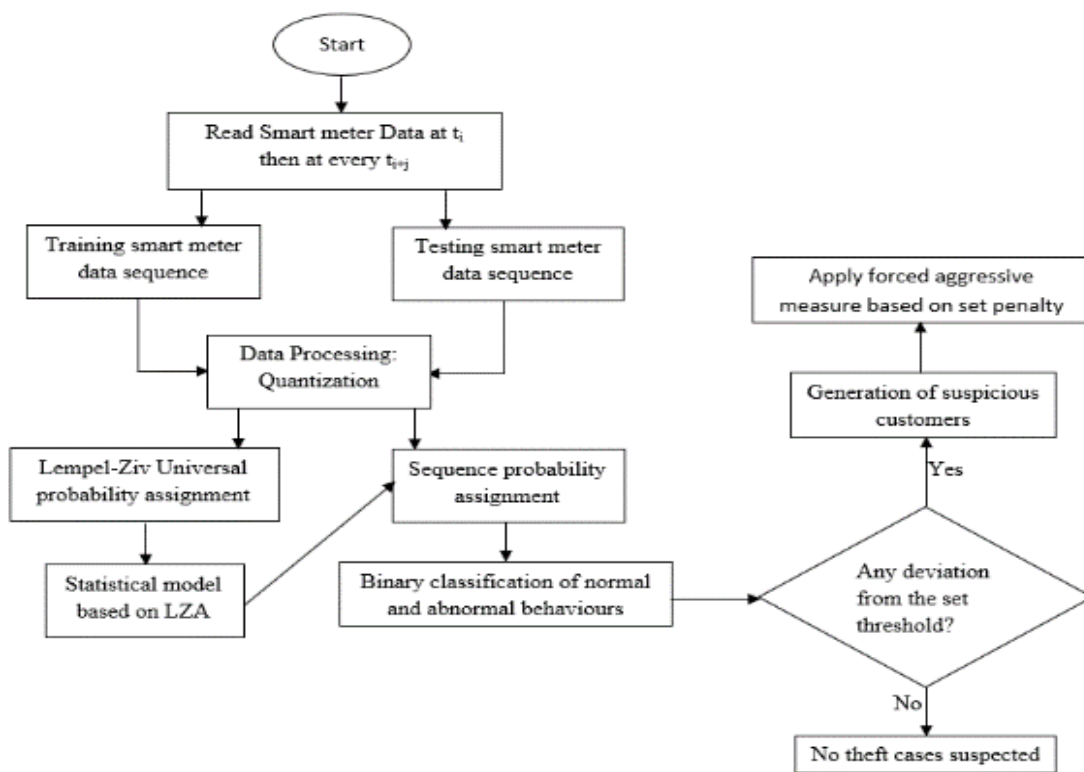 Start
Read Smart meter Data at tᵢ
then at every tᵢ₊ⱼ
Training smart meter
data sequence
Testing smart meter
data sequence
Data Processing:
Quantization
Lempel-Ziv Universal
probability assignment
Sequence probability
assignment
Statistical model
based on LZA
Binary classification of normal
and abnormal behaviours
Any deviation
from the set
threshold?
Yes
Generation of suspicious
customers
Apply forced aggressive
measure based on set penalty
No
No theft cases suspected